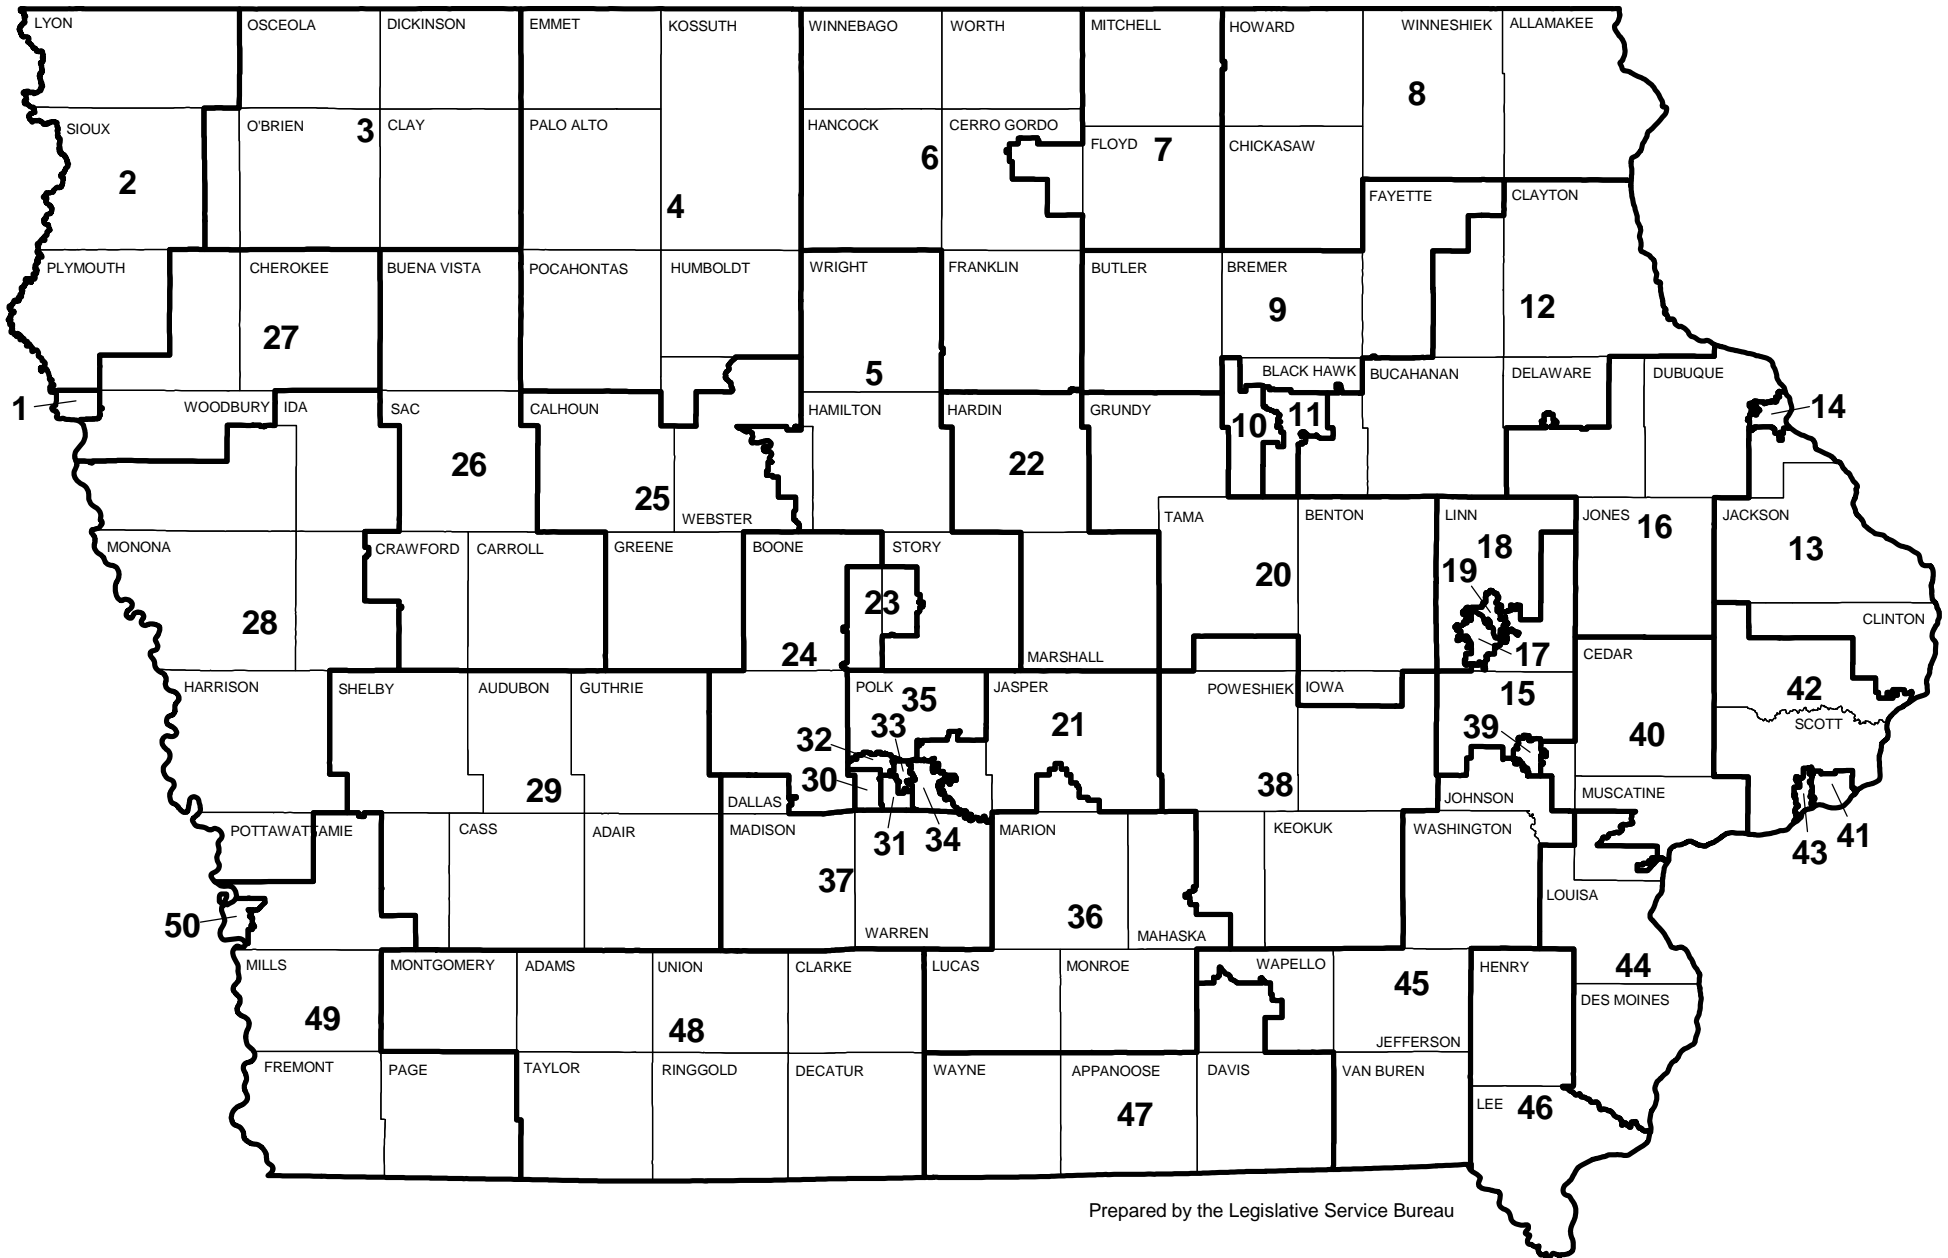 LYON OSCEOLA DICKINSON EMMET KOSSUTH WINNEBAGO WORTH MITCHELL HOWARD WINNESHIEK ALLAMAKEE
8
SIOUX O'BRIEN 3 CLAY PALO ALTO HANCOCK CERRO GORDO
6 FLOYD 7 CHICKASAW
2
4
FAYETTE CLAYTON
PLYMOUTH CHEROKEE BUENA VISTA POCAHONTAS HUMBOLDT WRIGHT FRANKLIN BUTLER BREMER
27 9 12
5 BLACK HAWK BUCAHANAN DELAWARE DUBUQUE
1 WOODBURY IDA SAC CALHOUN HAMILTON HARDIN GRUNDY 10 11 14
26 25 22
WEBSTER TAMA BENTON LINN JONES 16 JACKSON
MONONA CRAWFORD CARROLL GREENE BOONE STORY 18 13
20 19
23
28 CLINTON
24 MARSHALL 17 CEDAR
HARRISON SHELBY AUDUBON GUTHRIE POLK 35 JASPER POWESHIEK IOWA 15 42
33 21 39 SCOTT
32 40
30 38
29 DALLAS JOHNSON MUSCATINE
POTTAWATTAMIE CASS ADAIR MADISON 31 34 MARION KEOKUK WASHINGTON 43 41
37
50 WARREN 36 MAHASKA LOUISA
MILLS MONTGOMERY ADAMS UNION CLARKE LUCAS MONROE WAPELLO 45 HENRY 44
DES MOINES
49 48 JEFFERSON
FREMONT PAGE TAYLOR RINGGOLD DECATUR WAYNE APPANOOSE DAVIS VAN BUREN
47 LEE 46
Prepared by the Legislative Service Bureau